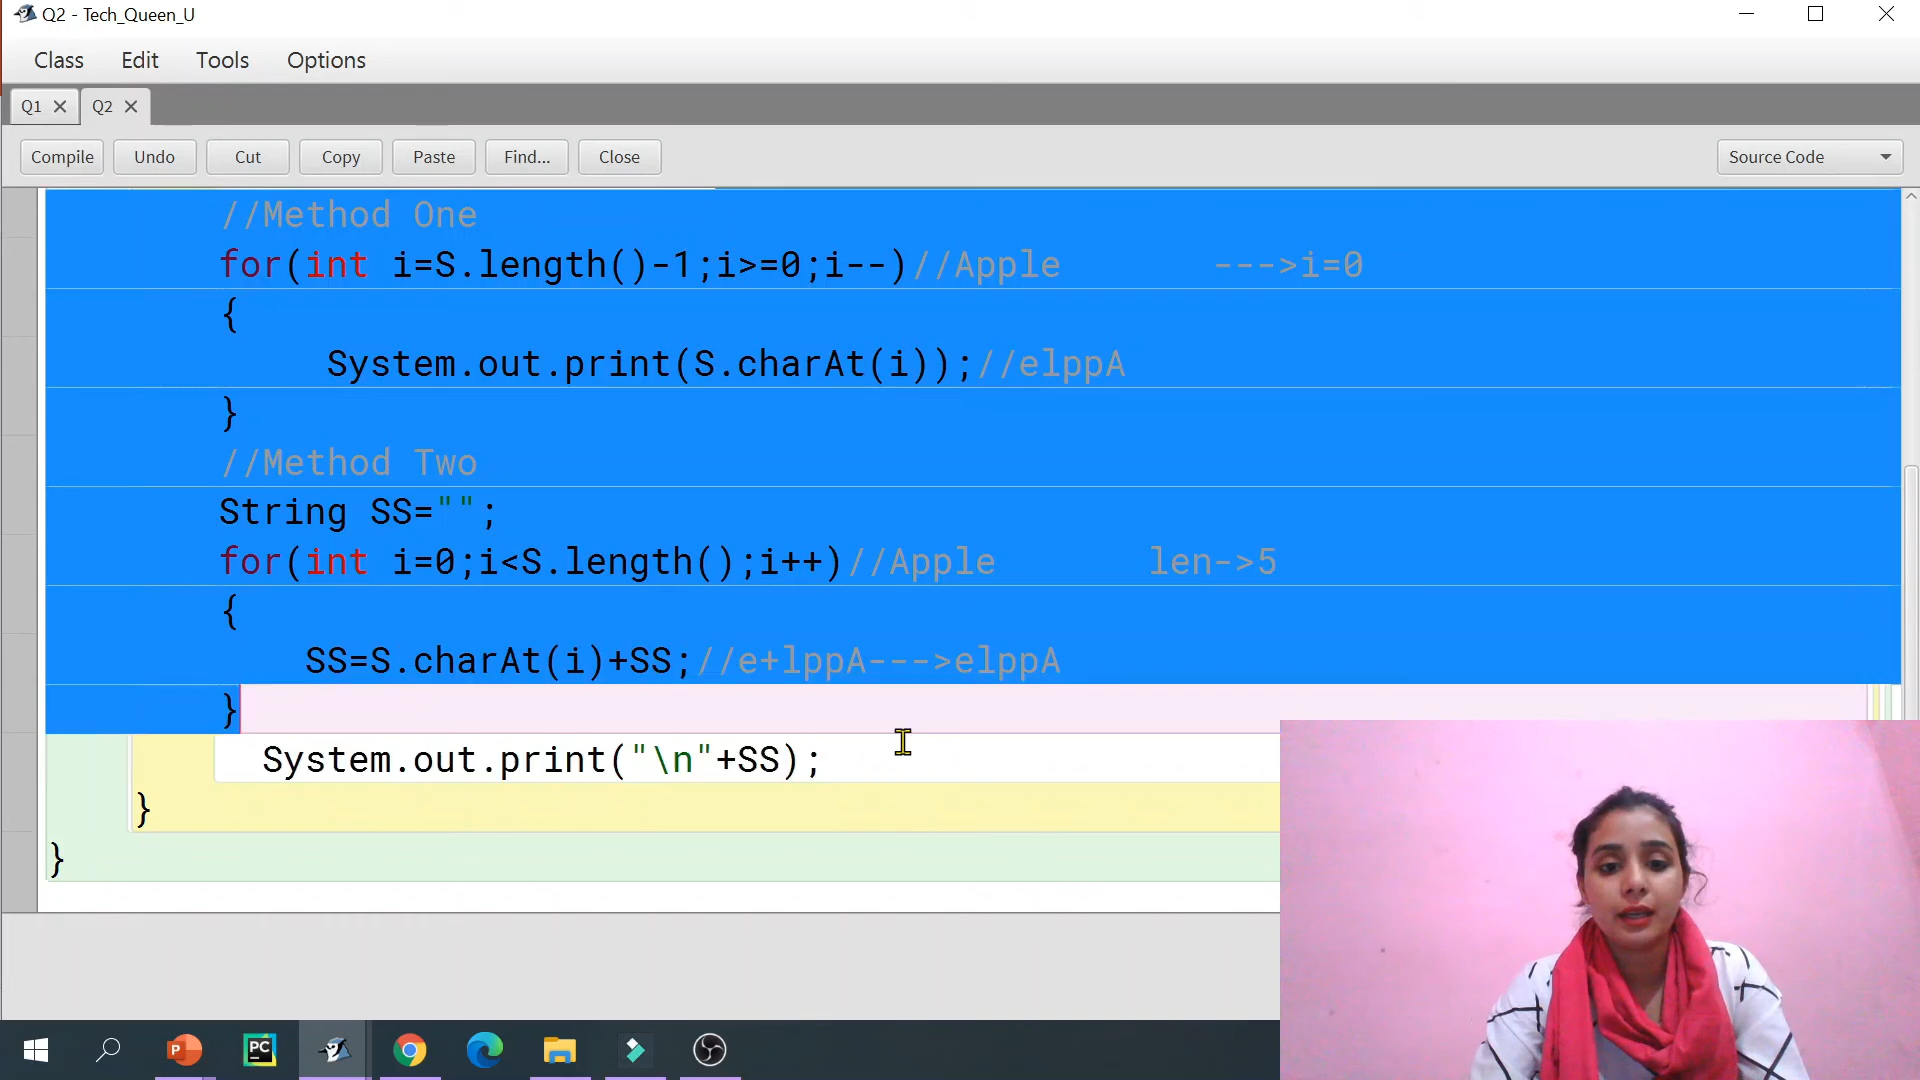 Q2 - Tech_Queen_U
Class Edit Tools Options
Q1 Q2
Compile Undo Cut Copy Paste Find... Close Source Code
//Method One
for(int i=S.length()-1;i>=0;i--)//Apple --->i=0
{
System.out.print(S.charAt(i));//elppA
}
//Method Two
String SS="";
for(int i=0;i<S.length();i++)//Apple len->5
{
SS=S.charAt(i)+SS;//e+lppA--->elppA
}
System.out.print("\n"+SS);
}
}
P PC